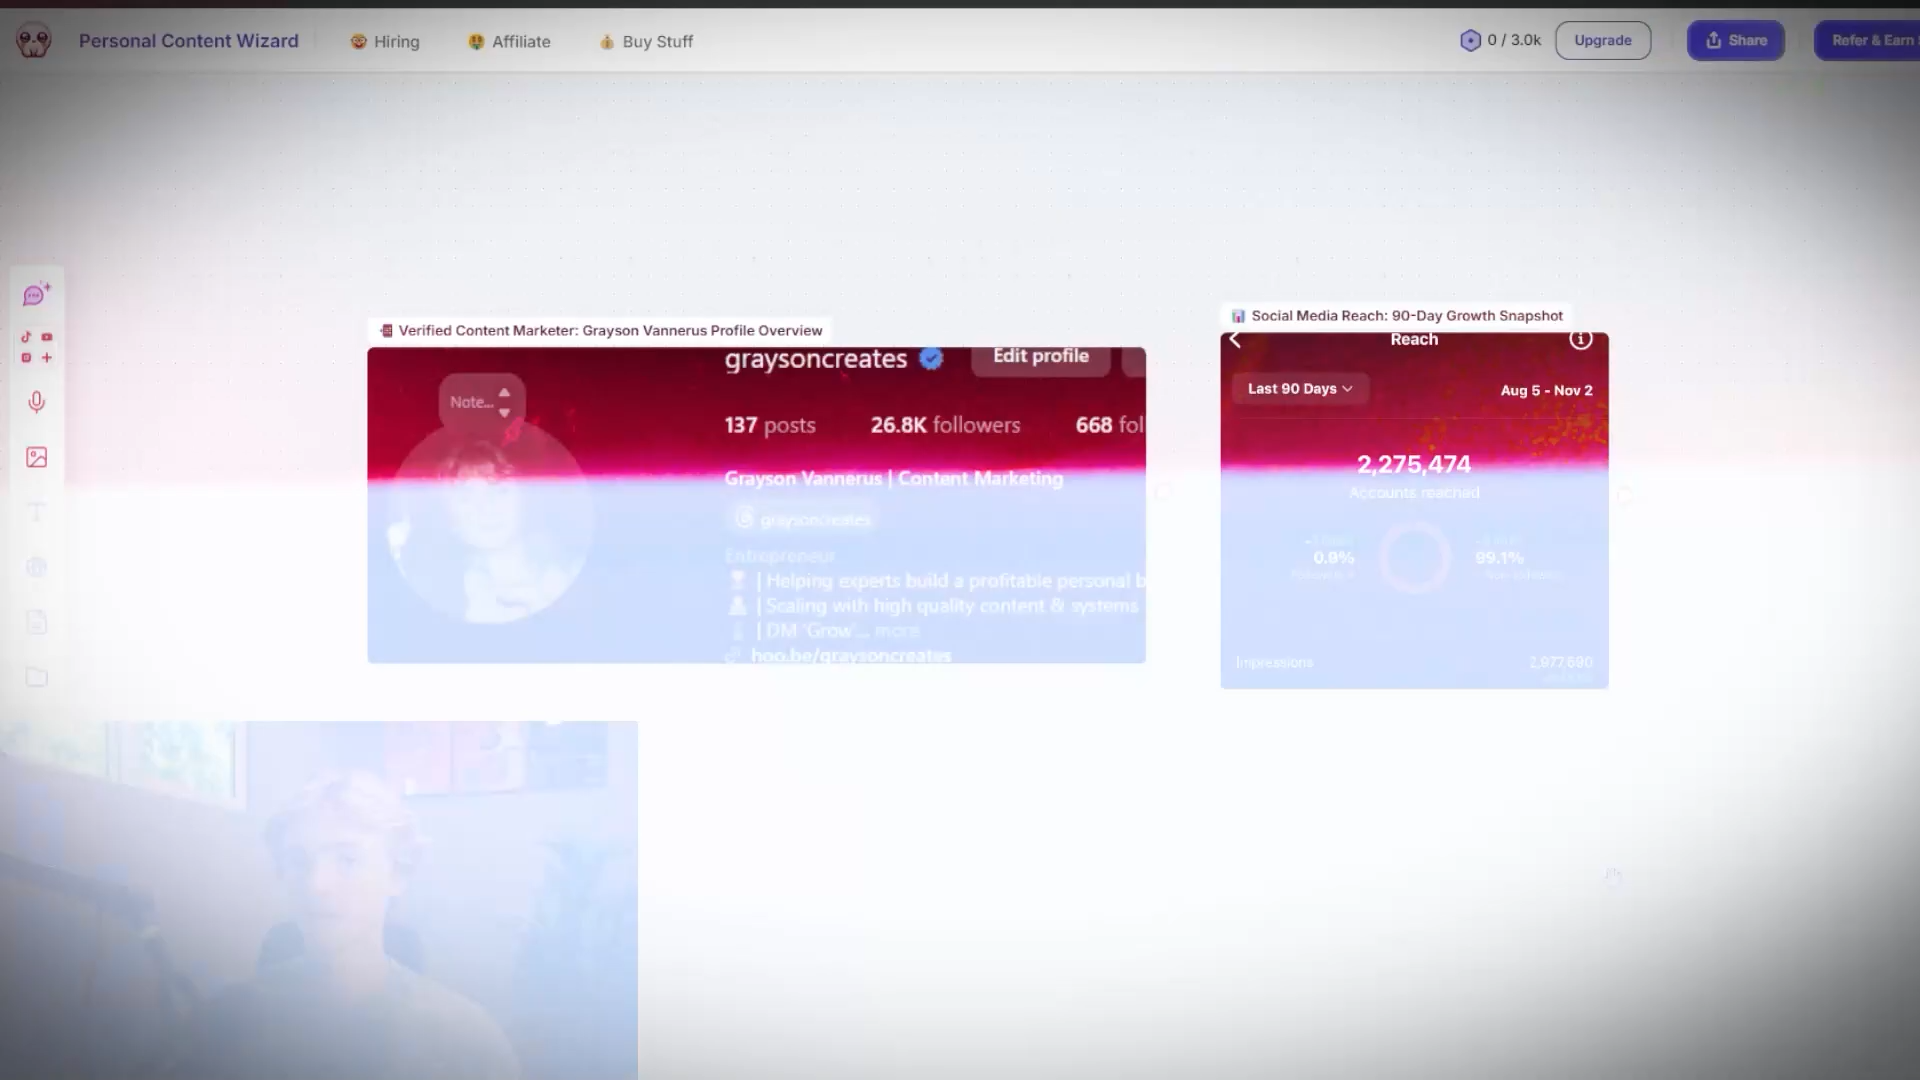 Personal Content Wizard
Hiring
Affiliate
Buy Stuff
0 / 3.0k
Upgrade
Share
Refer & Earn
Verified Content Marketer: Grayson Vannerus Profile Overview
graysoncreates
Edit profile
Note...
137 posts
26.8K followers
668 fol
Grayson Vannerus | Content Marketing
graysoncreates
Entrepreneur
| Helping experts build a profitable personal b
| Scaling with high quality content & systems
| DM 'Grow'... more
hoo.be/graysoncreates
Social Media Reach: 90-Day Growth Snapshot
Reach
Last 90 Days
Aug 5 - Nov 2
2,275,474
Accounts reached
0.9%
99.1%
Impressions
2,977,690